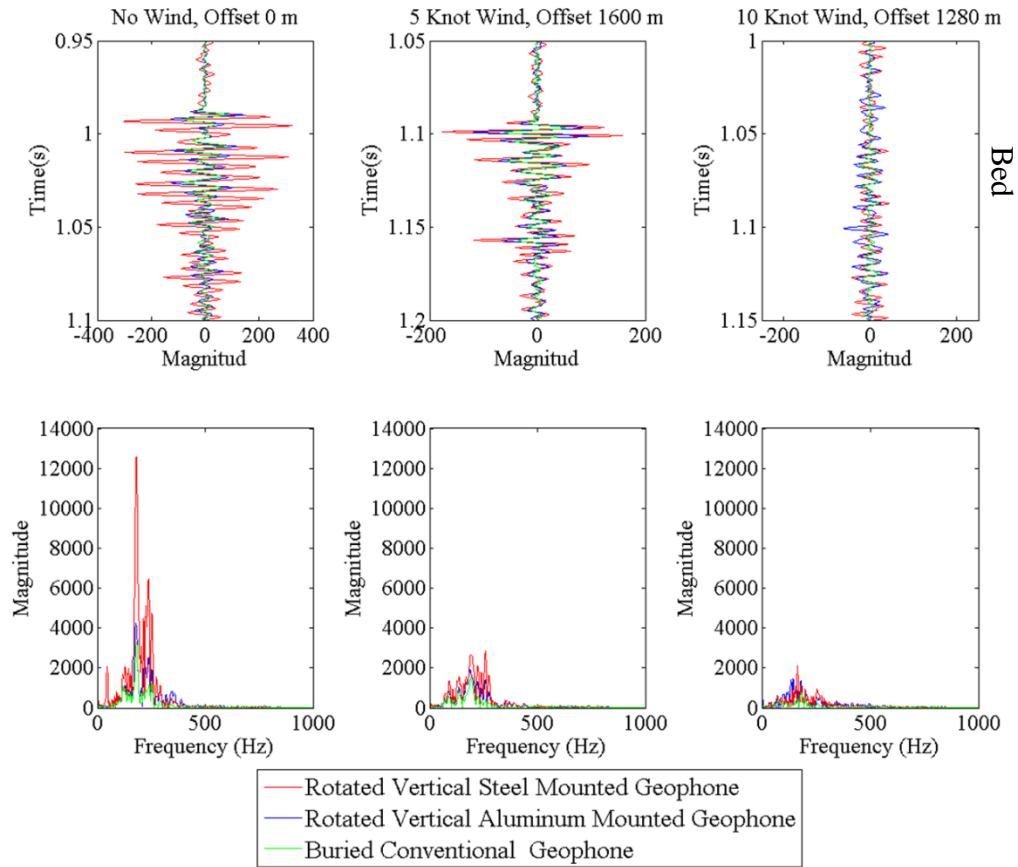 No Wind, Offset 0 m
5 Knot Wind, Offset 1600 m
10 Knot Wind, Offset 1280 m
0.95
1
1.05
1.1
Time(s)
-400 -200 0 200 400
Magnitud
1.05
1.1
1.15
1.2
Time(s)
-200 0 200
Magnitud
1
1.05
1.1
1.15
Time(s)
-200 0 200
Magnitud
Bed
14000
12000
10000
8000
6000
4000
2000
0
Magnitude
0 500 1000
Frequency (Hz)
14000
12000
10000
8000
6000
4000
2000
0
Magnitude
0 500 1000
Frequency (Hz)
14000
12000
10000
8000
6000
4000
2000
0
Magnitude
0 500 1000
Frequency (Hz)
Rotated Vertical Steel Mounted Geophone
Rotated Vertical Aluminum Mounted Geophone
Buried Conventional Geophone